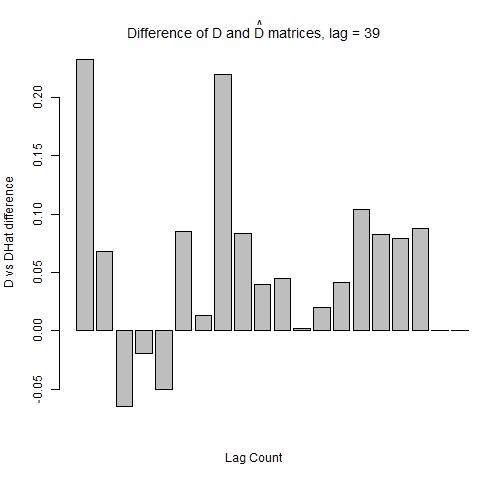 Difference of D and D̂ matrices, lag = 39
D vs DHat difference
0.20
0.15
0.10
0.05
0.00
-0.05
Lag Count